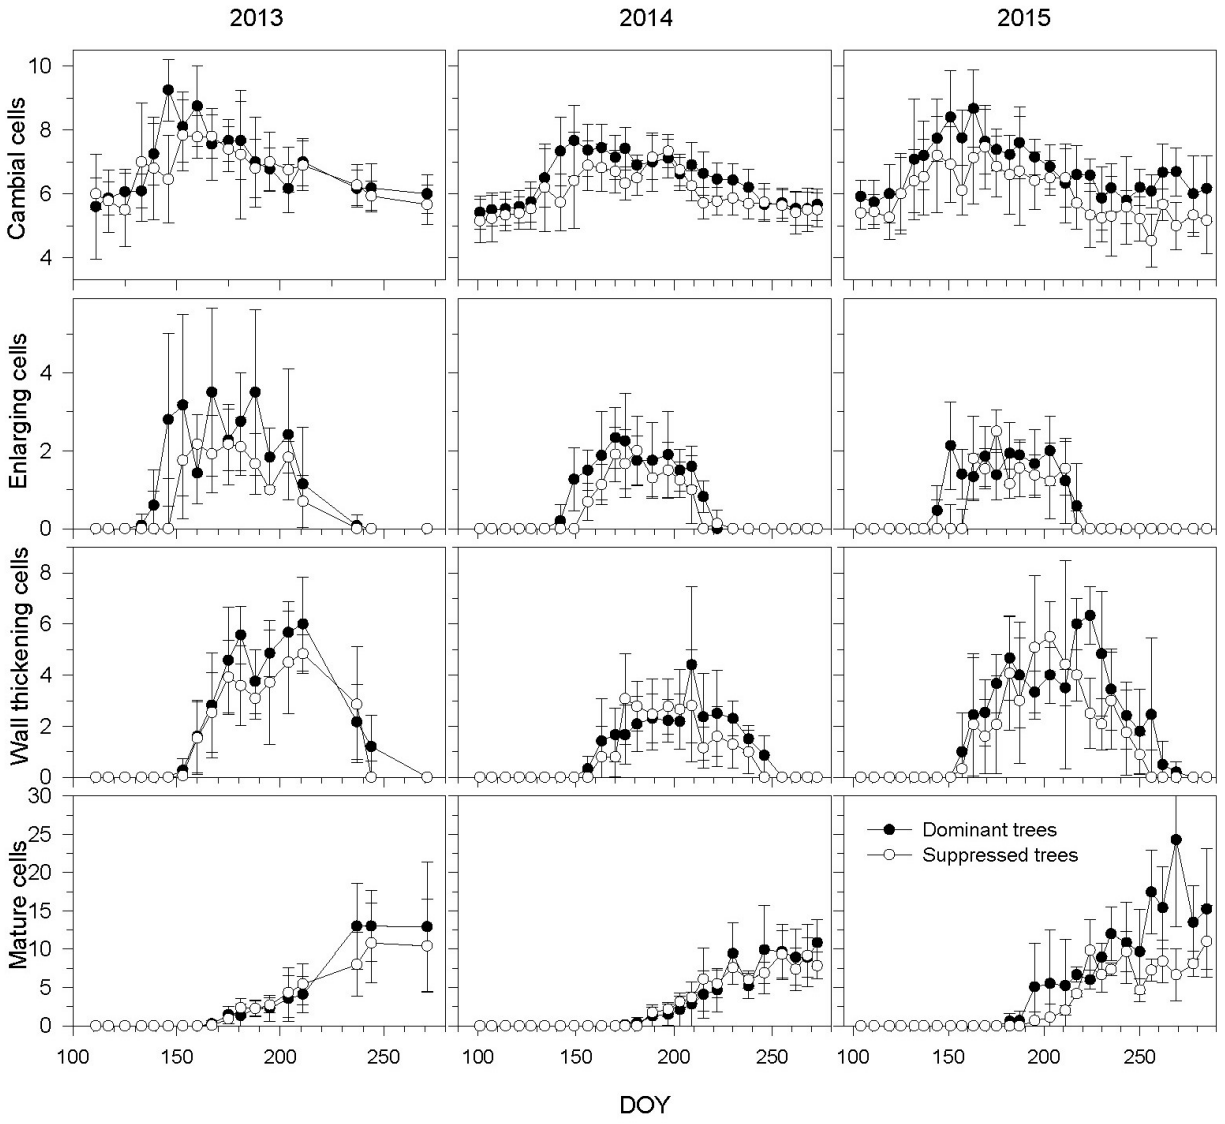 2013 2014 2015
Cambial cells
10
8
6
4
Enlarging cells
4
2
0
Wall thickening cells
8
6
4
2
0
Mature cells
30
25
20
15
10
5
0
Dominant trees
Suppressed trees
100 150 200 250 100 150 200 250 100 150 200 250
DOY